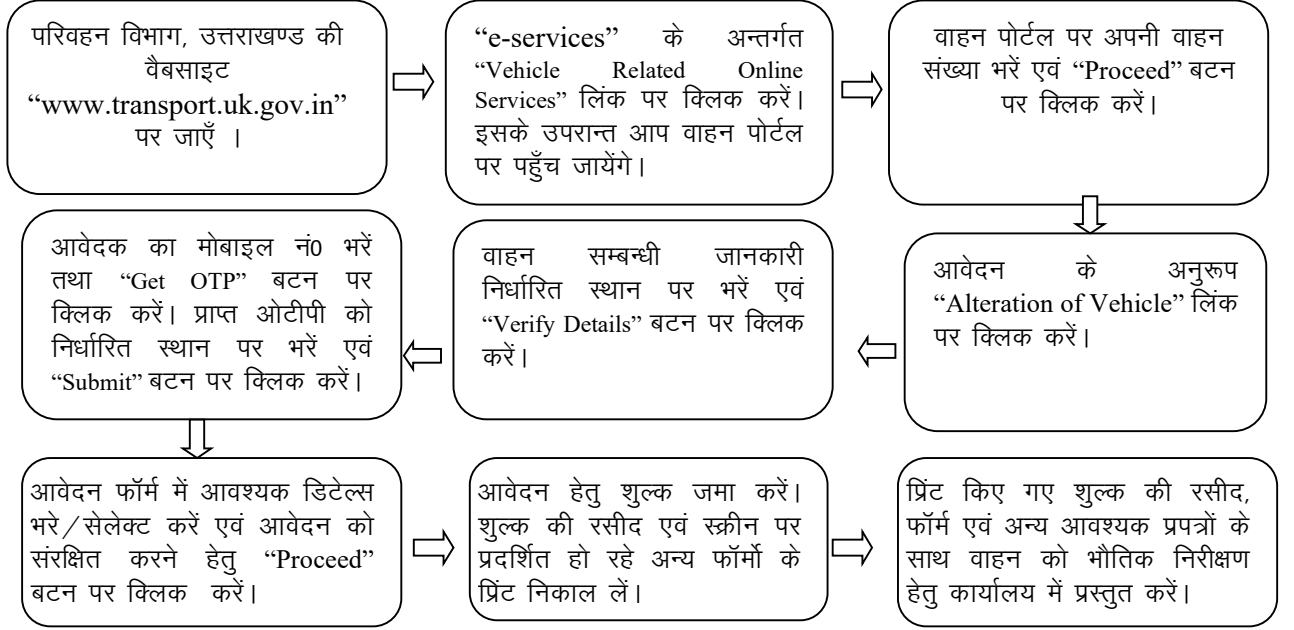 परिवहन विभाग, उत्तराखण्ड की
वैबसाइट
“www.transport.uk.gov.in”
पर जाएँ ।
“e-services” के अन्तर्गत
“Vehicle Related Online
Services” लिंक पर क्लिक करें।
इसके उपरान्त आप वाहन पोर्टल
पर पहुँच जायेंगे।
वाहन पोर्टल पर अपनी वाहन
संख्या भरें एवं “Proceed” बटन
पर क्लिक करें।
आवेदन के अनुरूप
“Alteration of Vehicle” लिंक
पर क्लिक करें।
वाहन सम्बन्धी जानकारी
निर्धारित स्थान पर भरें एवं
“Verify Details” बटन पर क्लिक
करें।
आवेदक का मोबाइल नं0 भरें
तथा “Get OTP” बटन पर
क्लिक करें। प्राप्त ओटीपी को
निर्धारित स्थान पर भरें एवं
“Submit” बटन पर क्लिक करें।
आवेदन फॉर्म में आवश्यक डिटेल्स
भरे/सेलेक्ट करें एवं आवेदन को
संरक्षित करने हेतु “Proceed”
बटन पर क्लिक करें।
आवेदन हेतु शुल्क जमा करें।
शुल्क की रसीद एवं स्क्रीन पर
प्रदर्शित हो रहे अन्य फॉर्मो के
प्रिंट निकाल लें।
प्रिंट किए गए शुल्क की रसीद,
फॉर्म एवं अन्य आवश्यक प्रपत्रों के
साथ वाहन को भौतिक निरीक्षण
हेतु कार्यालय में प्रस्तुत करें।